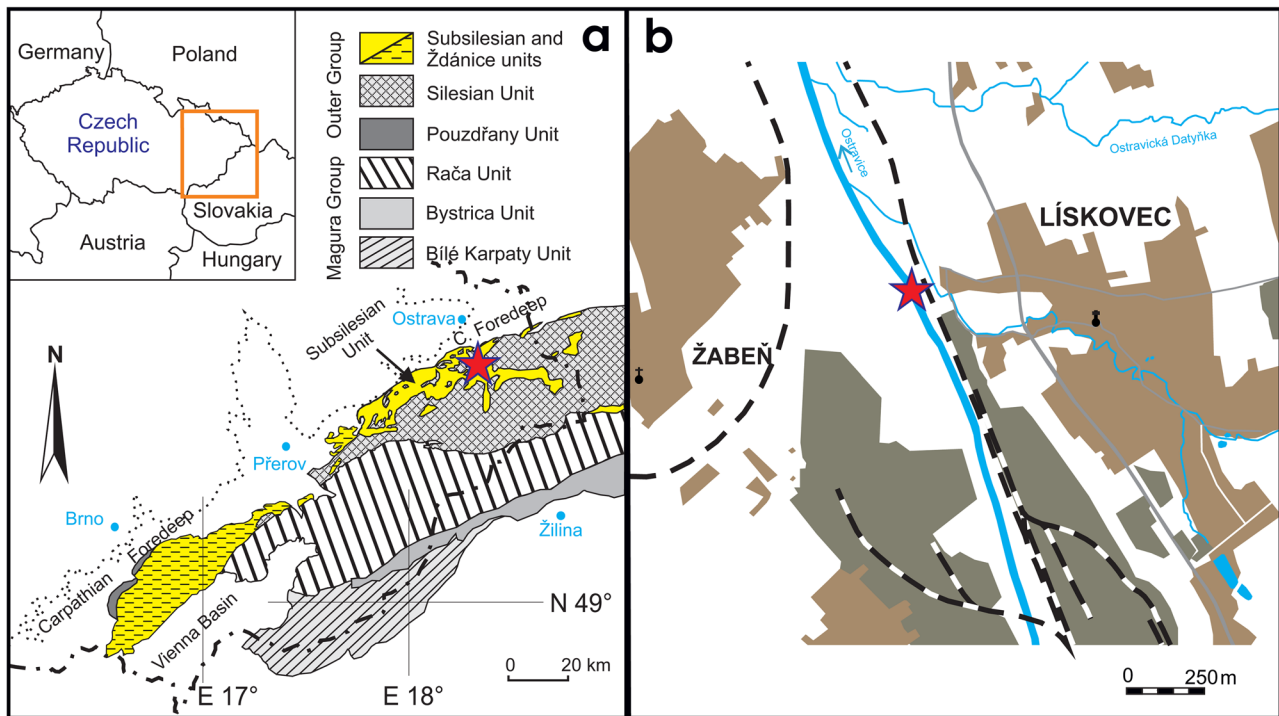 a
Germany
Poland
Czech
Republic
Slovakia
Austria
Hungary
Outer Group
Magura Group
Subsilesian and
Ždánice units
Silesian Unit
Pouzdřany Unit
Rača Unit
Bystrica Unit
Bílé Karpaty Unit
N
Ostrava
C. Foredeep
Subsilesian
Unit
Přerov
Brno
Žilina
Carpathian Foredeep
Vienna Basin
N 49°
E 17°
E 18°
0 20 km
b
Ostravice
Ostravická Datyňka
LÍSKOVEC
ŽABEŇ
0 250 m